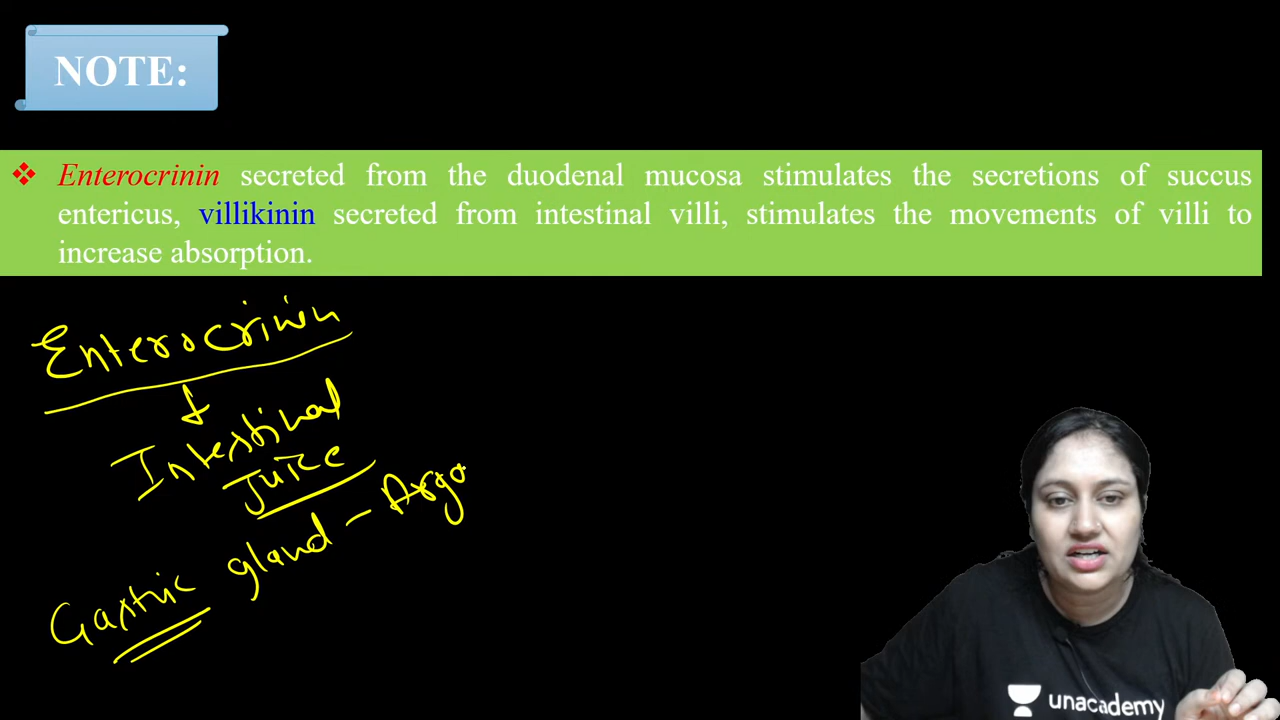 NOTE:
❖ Enterocrinin secreted from the duodenal mucosa stimulates the secretions of succus
entericus, villikinin secreted from intestinal villi, stimulates the movements of villi to
increase absorption.
Enterocrinin
Intestinal
Juice
Gastric gland - Argo
unacademy